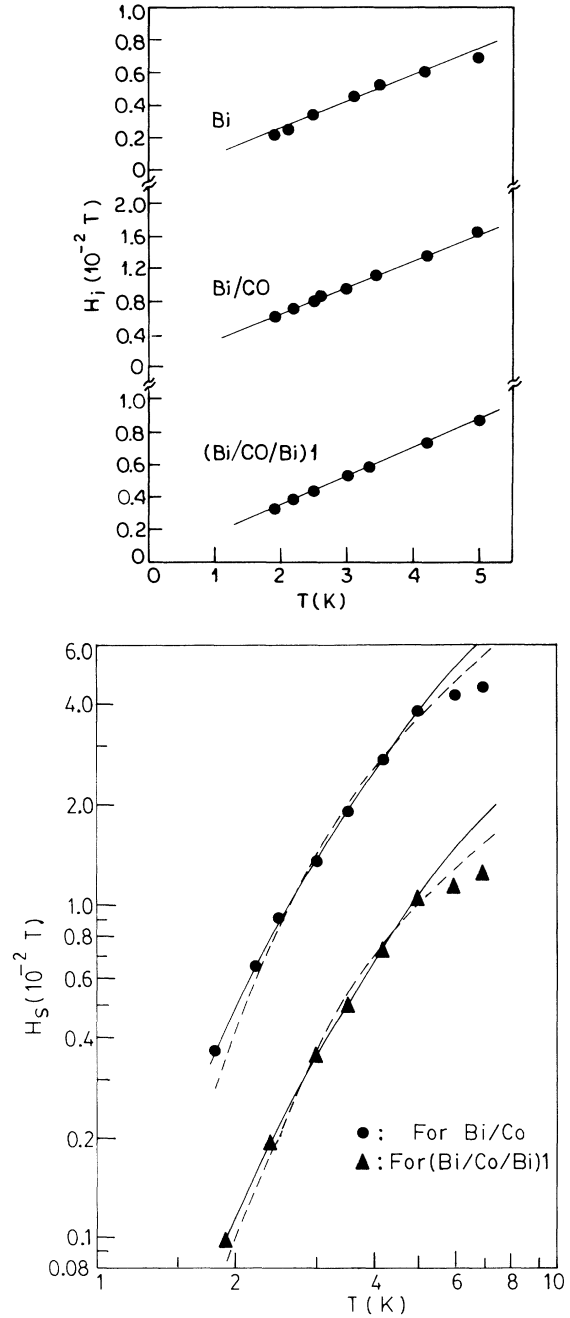 1.0
0.8
0.6
0.4
0.2
0
Bi
2.0
1.6
1.2
0.8
0.4
0
Bi/CO
H_i (10^-2 T)
1.0
0.8
0.6
0.4
0.2
0
(Bi/CO/Bi)1
0 1 2 3 4 5
T(K)
6.0
4.0
2.0
1.0
0.8
0.6
0.4
0.2
0.1
0.08
H_S (10^-2 T)
● : For Bi/Co
▲ : For(Bi/Co/Bi)1
1 2 4 6 8 10
T(K)